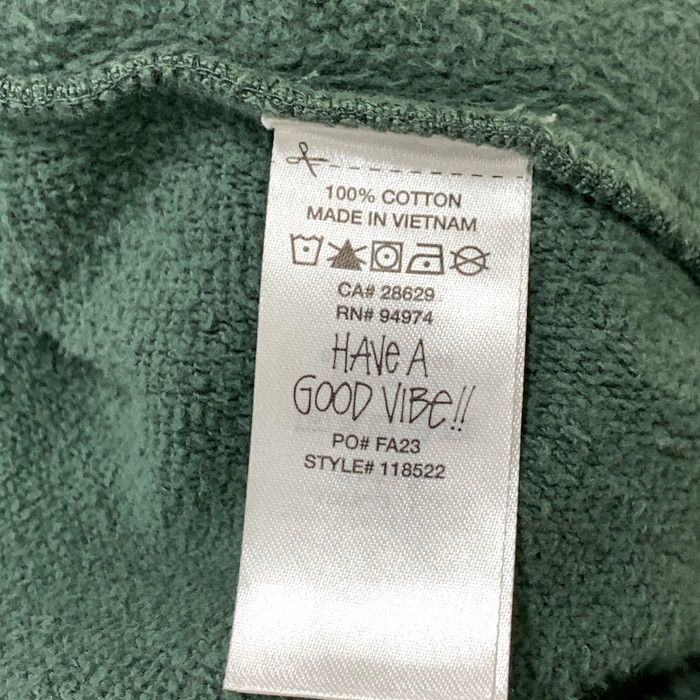 100% COTTON
MADE IN VIETNAM
CA# 28629
RN# 94974
HAVE A
GOOD VIBE!!
PO# FA23
STYLE# 118522